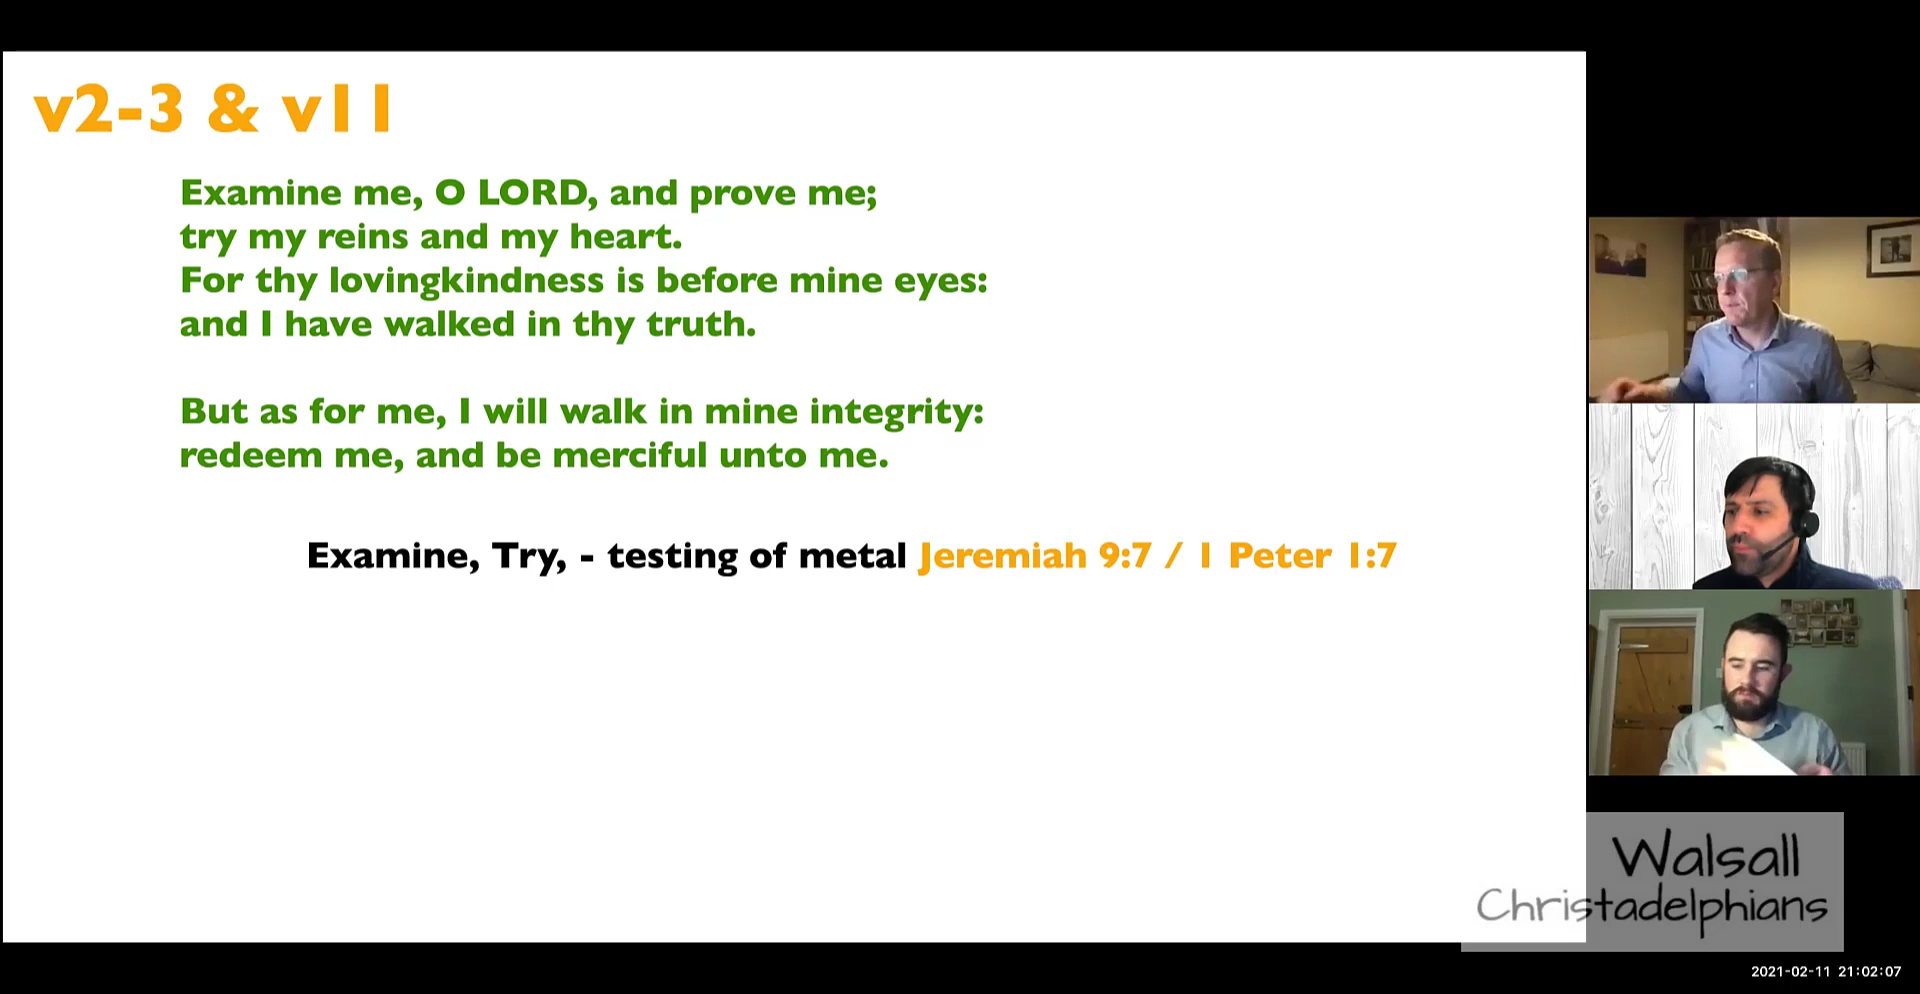 v2-3 & v11
Examine me, O LORD, and prove me;
try my reins and my heart.
For thy lovingkindness is before mine eyes:
and I have walked in thy truth.
But as for me, I will walk in mine integrity:
redeem me, and be merciful unto me.
Examine, Try, - testing of metal Jeremiah 9:7 / 1 Peter 1:7
Walsall
Christadelphians
2021-02-11 21:02:07